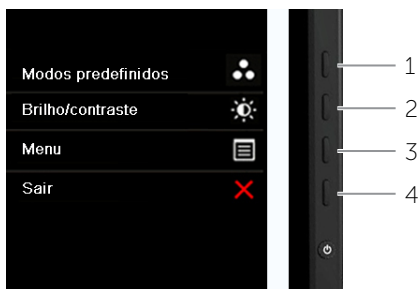 Modos predefinidos
Brilho/contraste
Menu
Sair
1
2
3
4